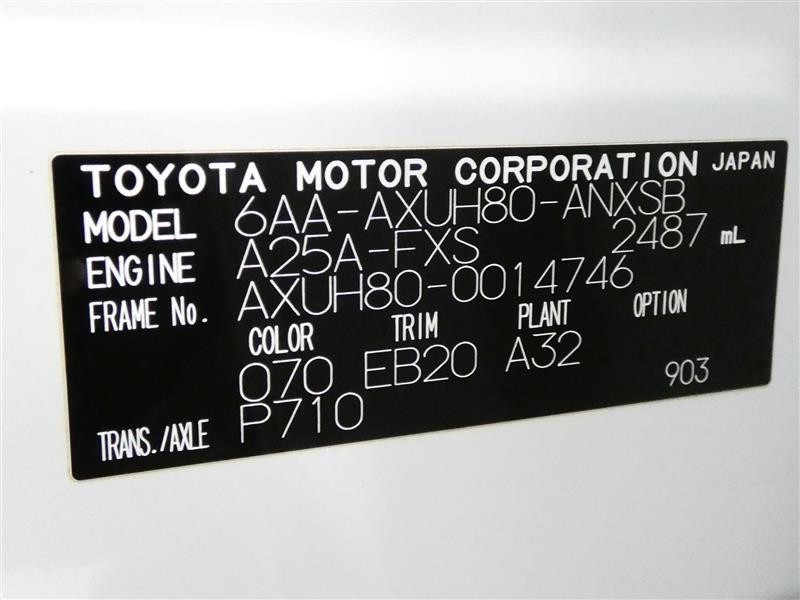 TOYOTA MOTOR CORPORATION JAPAN
MODEL 6AA-AXUH80-ANXSB
ENGINE A25A-FXS 2487 mL
FRAME No. AXUH80-0014746
COLOR TRIM PLANT OPTION
070 EB20 A32
TRANS./AXLE P710 903